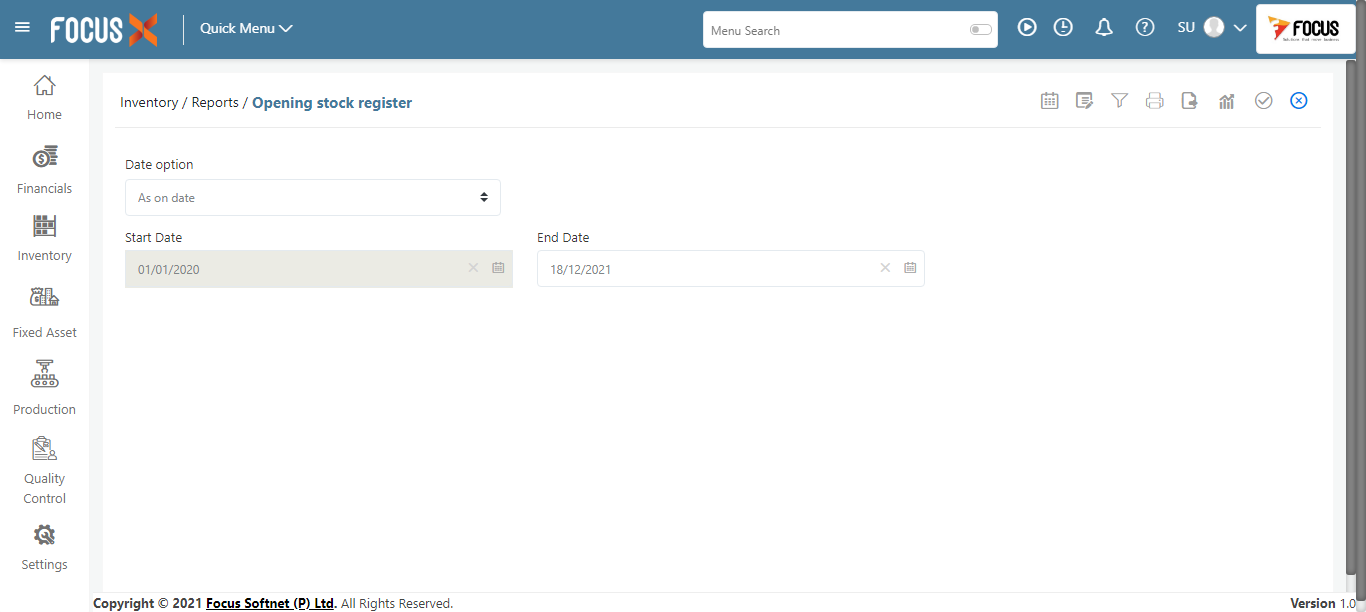 FOCUS X
Quick Menu
Menu Search
SU
FOCUS
Home
Financials
Inventory
Fixed Asset
Production
Quality
Control
Settings
Inventory / Reports / Opening stock register
Date option
As on date
Start Date
End Date
01/01/2020
18/12/2021
Copyright © 2021 Focus Softnet (P) Ltd. All Rights Reserved.
Version 1.0